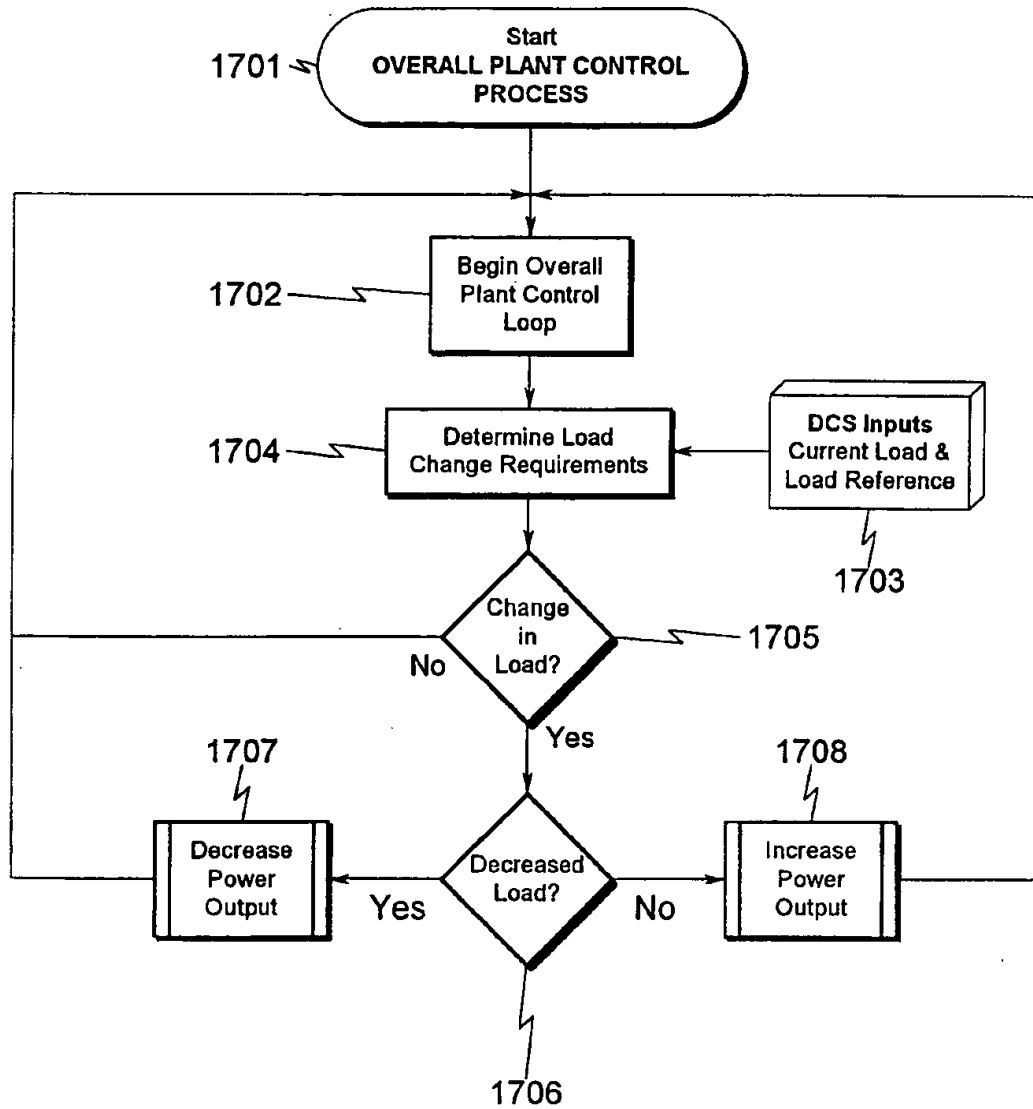 Start
OVERALL PLANT CONTROL
PROCESS
1701
Begin Overall
Plant Control
Loop
1702
Determine Load
Change Requirements
1704
DCS Inputs
Current Load &
Load Reference
1703
Change
in
Load?
1705
No
Yes
1707
1708
Decrease
Power
Output
Yes
Decreased
Load?
No
Increase
Power
Output
1706